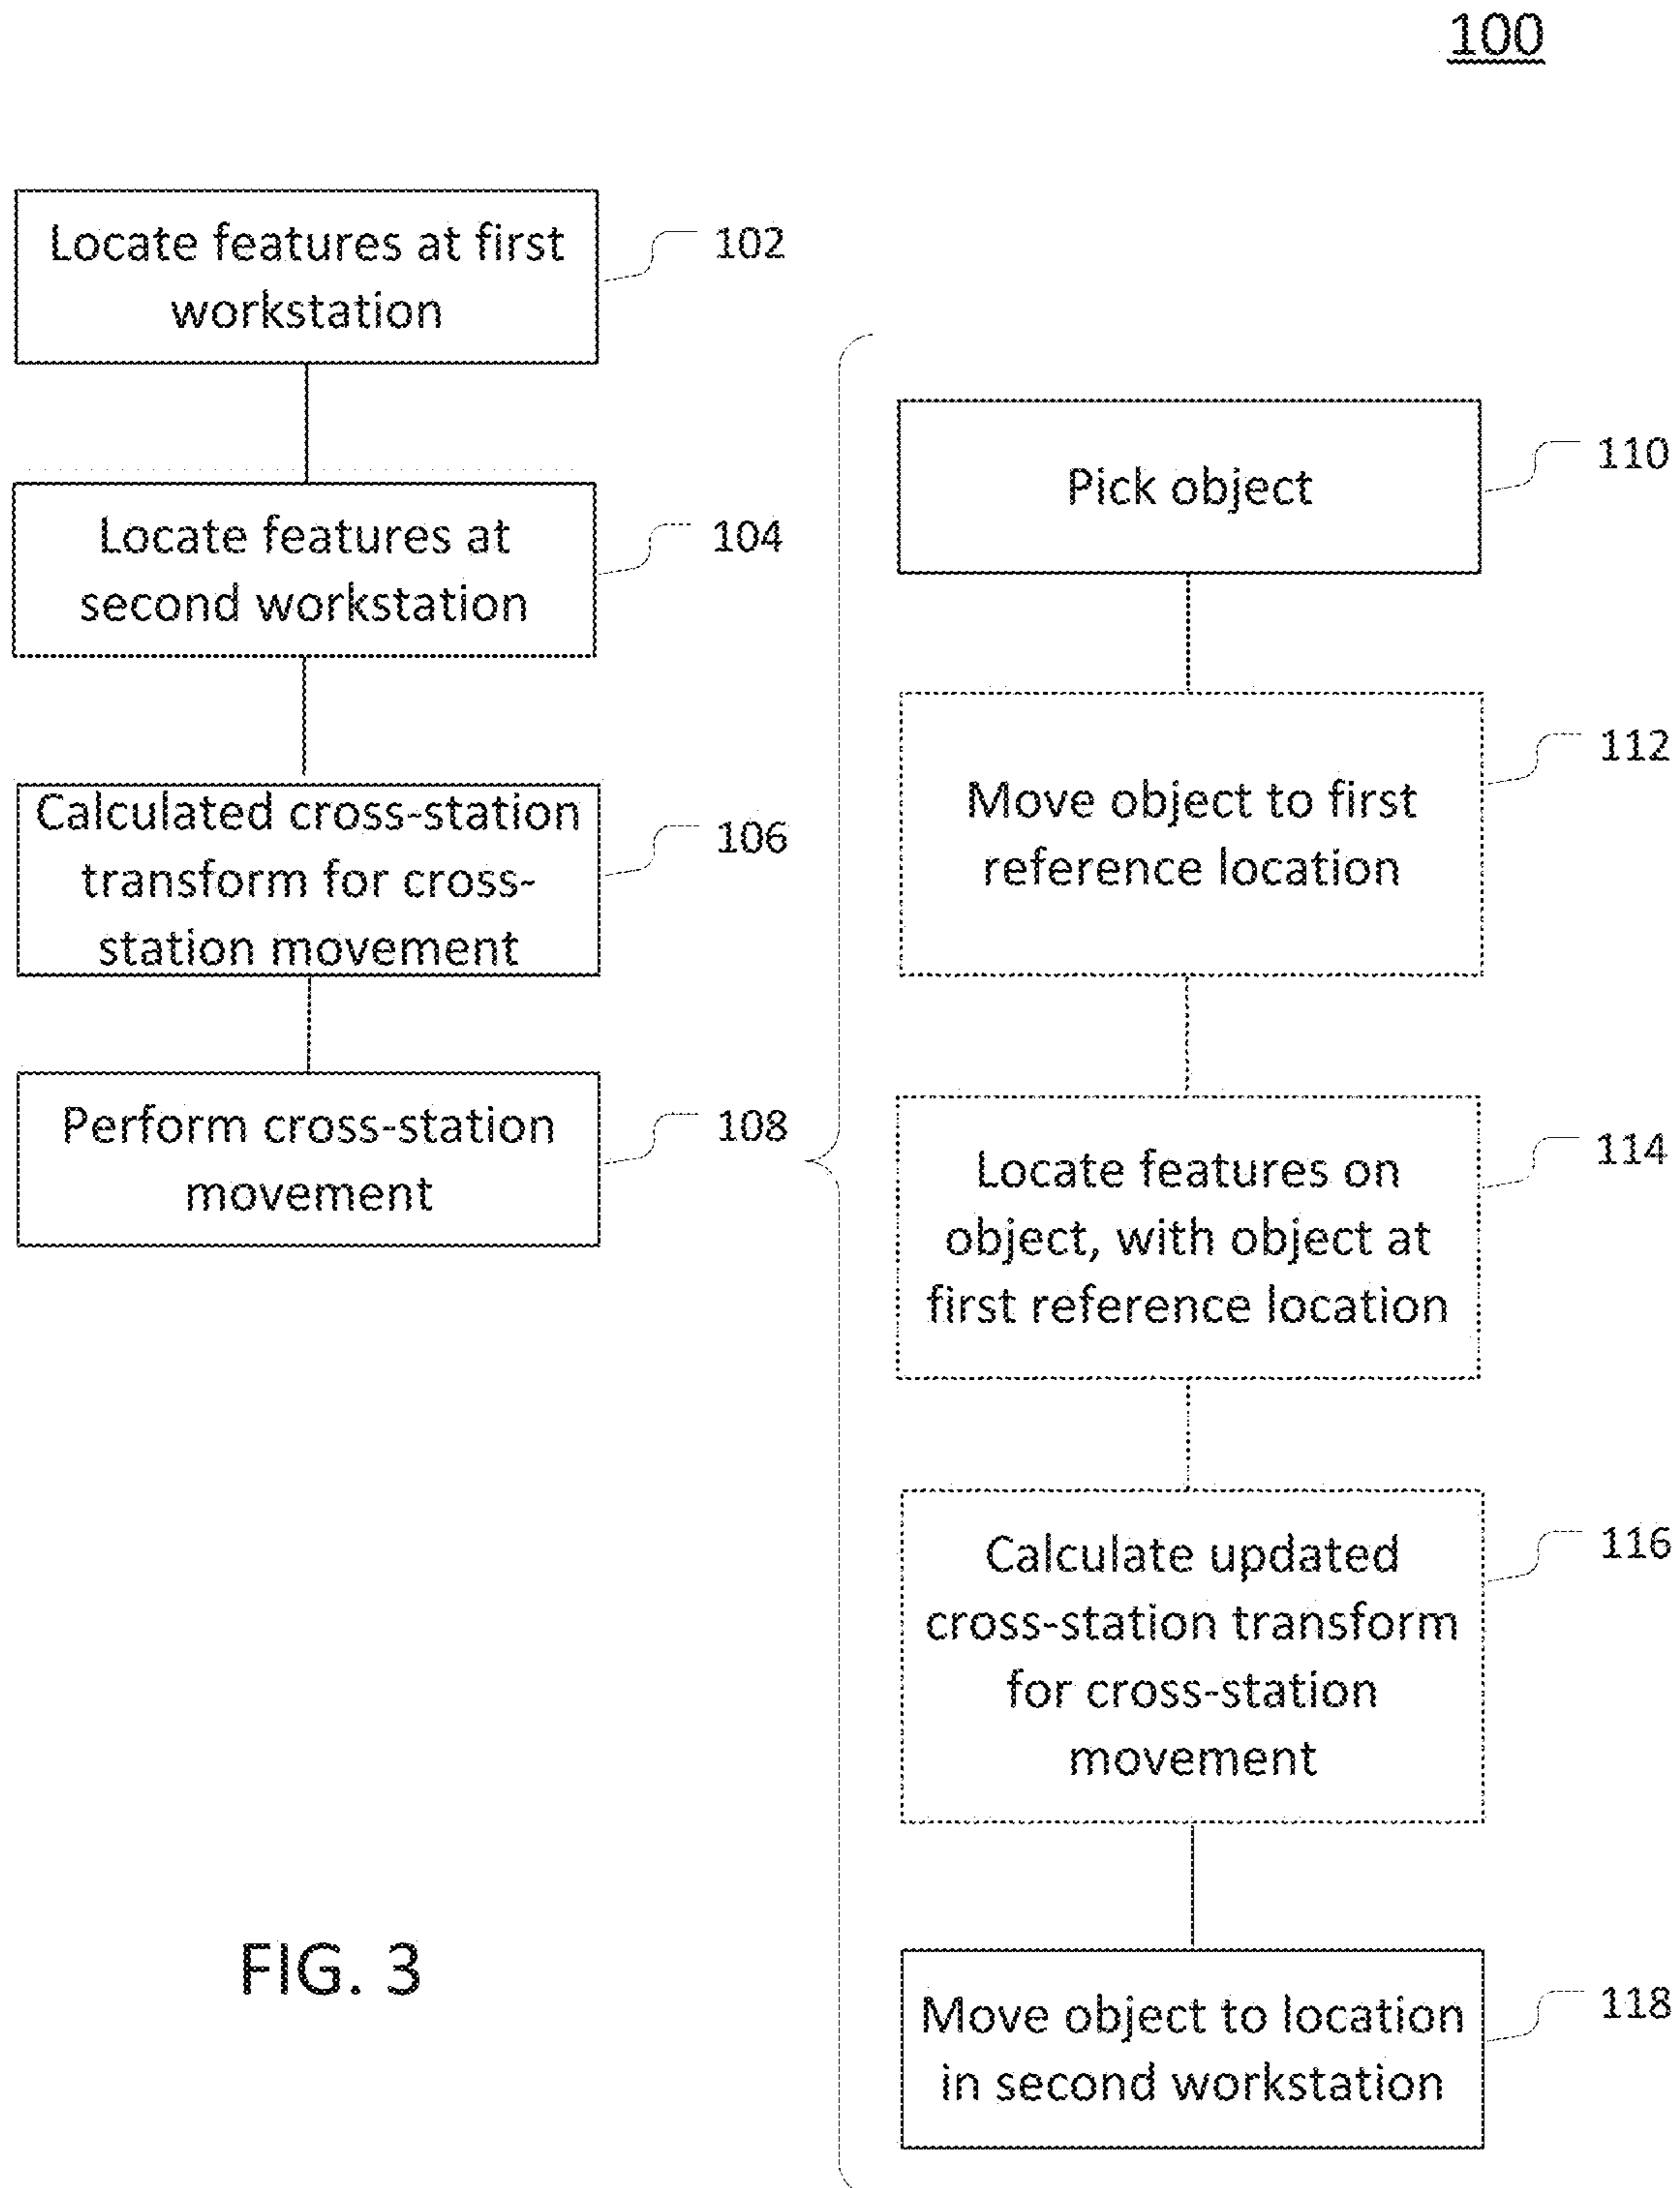 100
Locate features at first
workstation
102
Locate features at
second workstation
104
Calculated cross-station
transform for cross-
station movement
106
Perform cross-station
movement
108
Pick object
110
Move object to first
reference location
112
Locate features on
object, with object at
first reference location
114
Calculate updated
cross-station transform
for cross-station
movement
116
Move object to location
in second workstation
118
FIG. 3